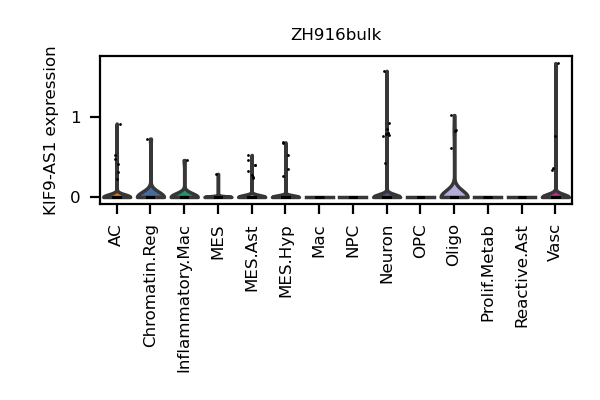 ZH916bulk
KIF9-AS1 expression
1
0
AC
Chromatin.Reg
Inflammatory.Mac
MES
MES.Ast
MES.Hyp
Mac
NPC
Neuron
OPC
Oligo
Prolif.Metab
Reactive.Ast
Vasc